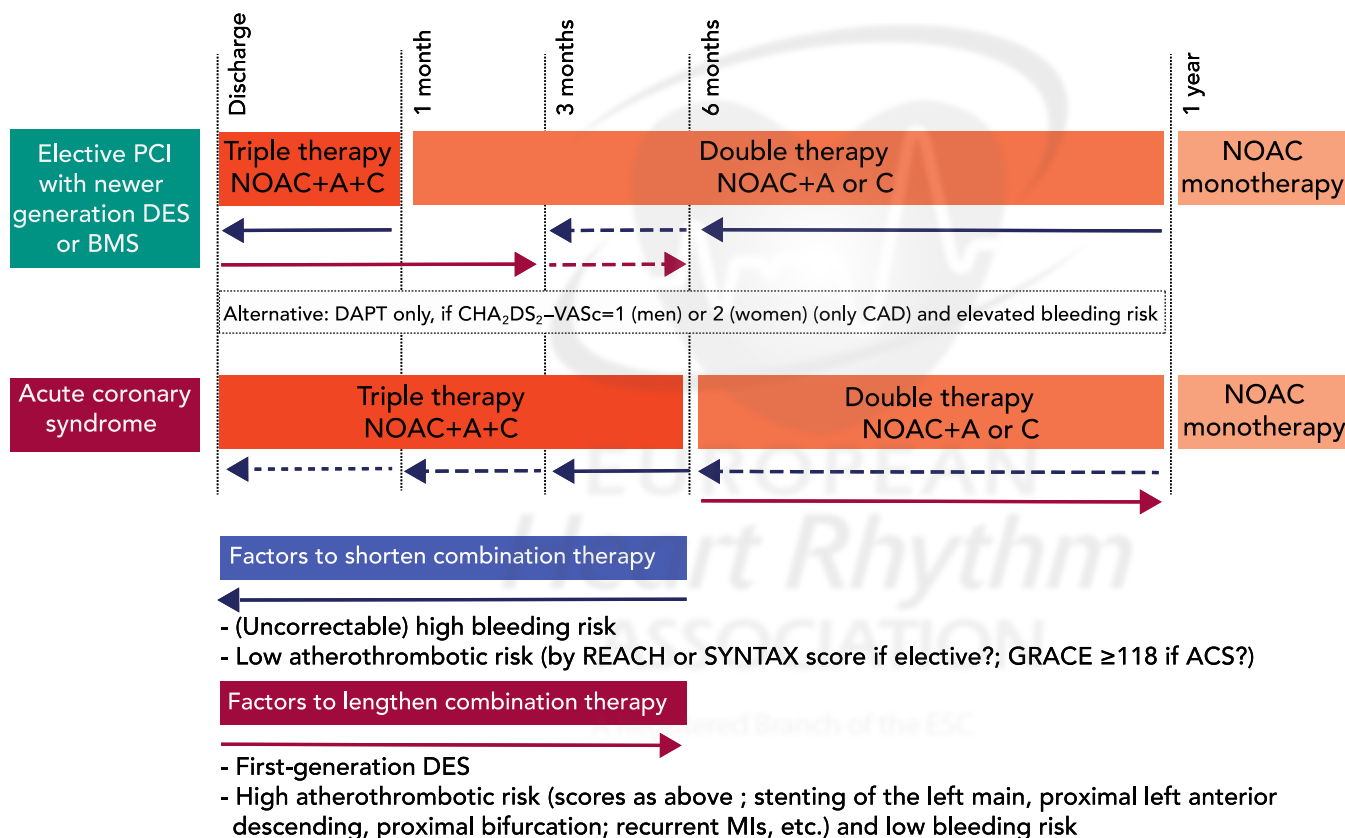 Discharge
1 month
3 months
6 months
1 year
Elective PCI
with newer
generation DES
or BMS
Triple therapy
NOAC+A+C
Double therapy
NOAC+A or C
NOAC
monotherapy
Alternative: DAPT only, if CHA₂DS₂–VASc=1 (men) or 2 (women) (only CAD) and elevated bleeding risk
Acute coronary
syndrome
Triple therapy
NOAC+A+C
Double therapy
NOAC+A or C
NOAC
monotherapy
EUROPEAN
Heart Rhythm
ASSOCIATION
A Registered Branch of the ESC
Factors to shorten combination therapy
- (Uncorrectable) high bleeding risk
- Low atherothrombotic risk (by REACH or SYNTAX score if elective?; GRACE ≥118 if ACS?)
Factors to lengthen combination therapy
- First-generation DES
- High atherothrombotic risk (scores as above ; stenting of the left main, proximal left anterior
descending, proximal bifurcation; recurrent MIs, etc.) and low bleeding risk